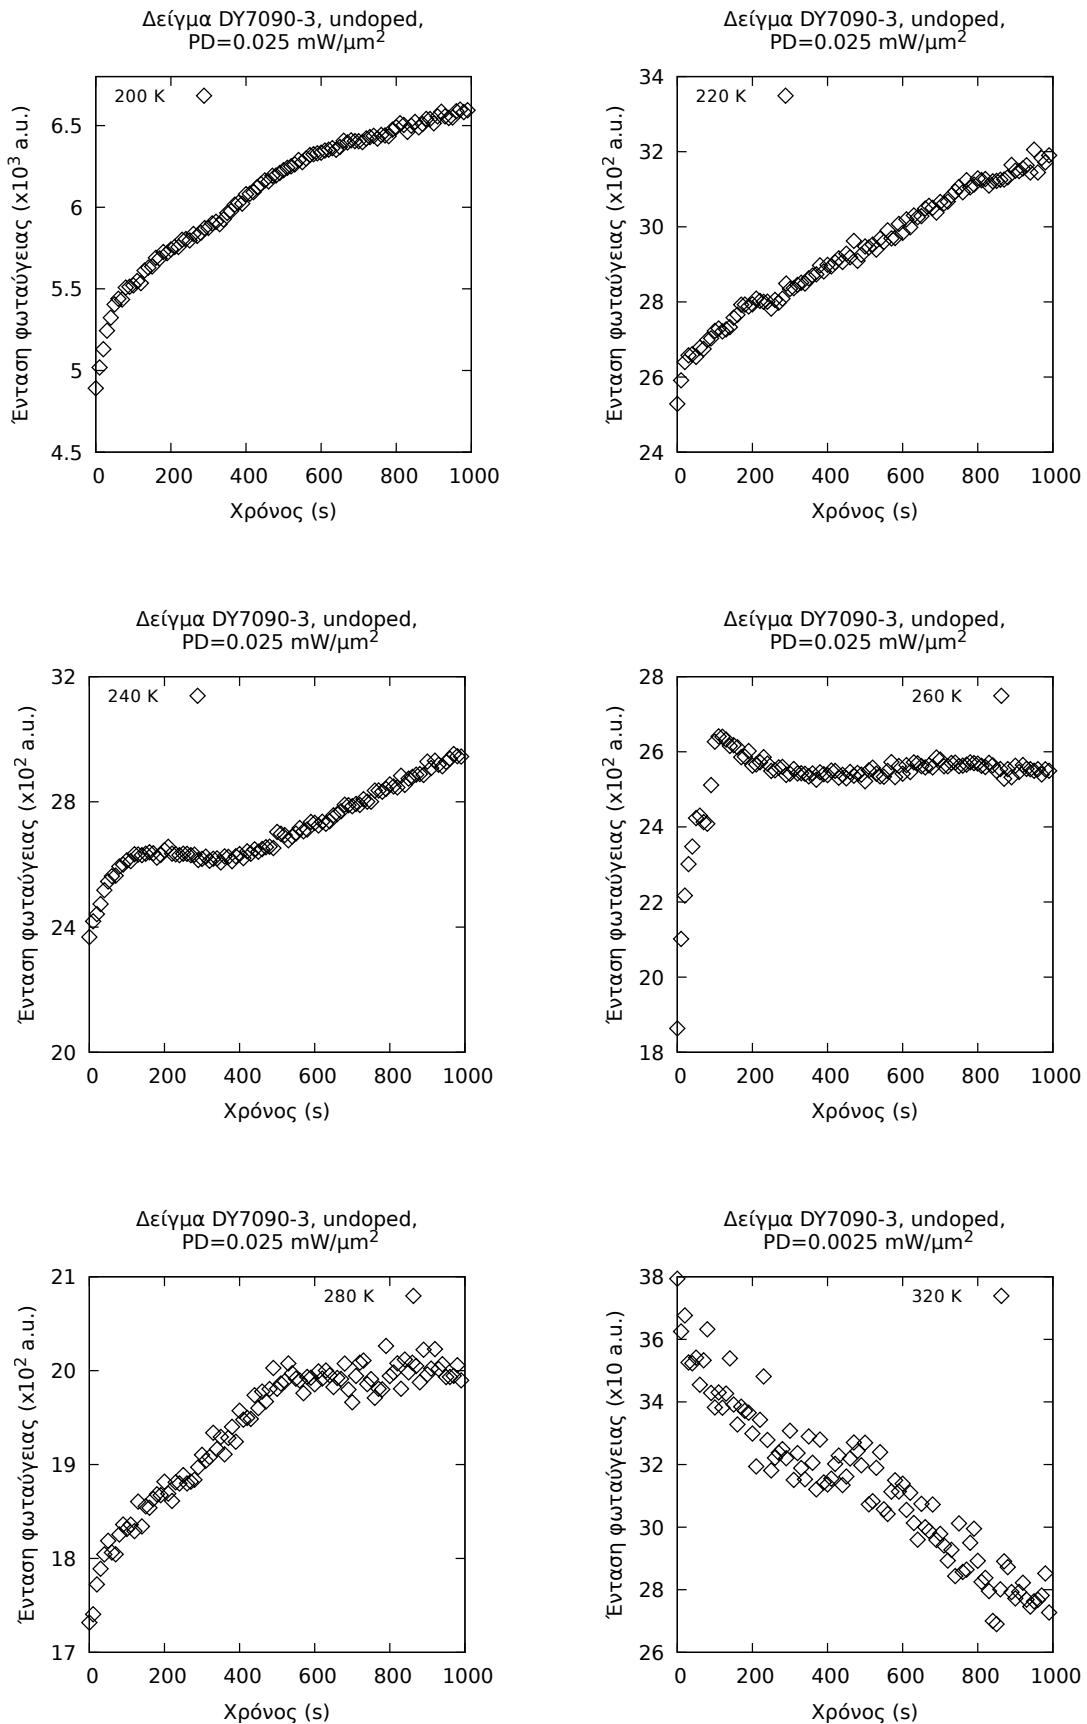 Δείγμα DY7090-3, undoped,
PD=0.025 mW/μm²
Ένταση φωταύγειας (x10³ a.u.)
200 K
6.5
6
5.5
5
4.5
0 200 400 600 800 1000
Χρόνος (s)
Δείγμα DY7090-3, undoped,
PD=0.025 mW/μm²
Ένταση φωταύγειας (x10² a.u.)
220 K
34
32
30
28
26
24
0 200 400 600 800 1000
Χρόνος (s)
Δείγμα DY7090-3, undoped,
PD=0.025 mW/μm²
Ένταση φωταύγειας (x10² a.u.)
240 K
32
28
24
20
0 200 400 600 800 1000
Χρόνος (s)
Δείγμα DY7090-3, undoped,
PD=0.025 mW/μm²
Ένταση φωταύγειας (x10² a.u.)
260 K
28
26
24
22
20
18
0 200 400 600 800 1000
Χρόνος (s)
Δείγμα DY7090-3, undoped,
PD=0.025 mW/μm²
Ένταση φωταύγειας (x10² a.u.)
280 K
21
20
19
18
17
0 200 400 600 800 1000
Χρόνος (s)
Δείγμα DY7090-3, undoped,
PD=0.0025 mW/μm²
Ένταση φωταύγειας (x10 a.u.)
320 K
38
36
34
32
30
28
26
0 200 400 600 800 1000
Χρόνος (s)